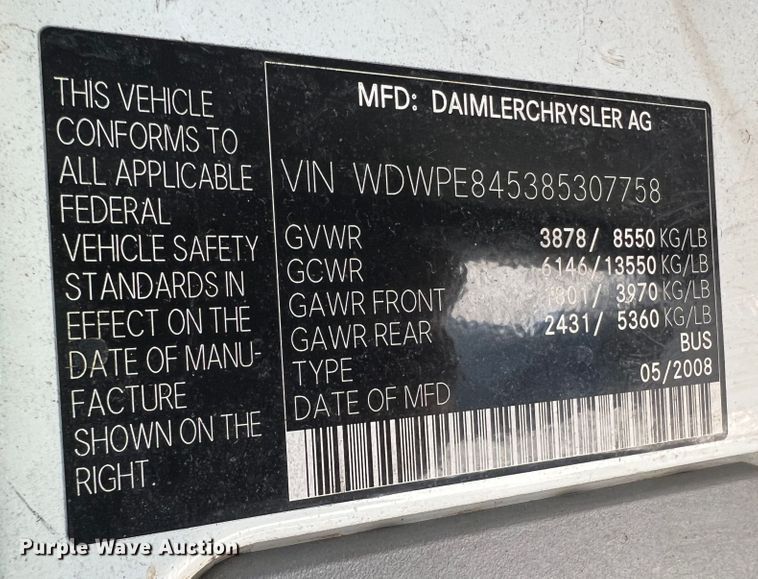 THIS VEHICLE
CONFORMS TO
ALL APPLICABLE
FEDERAL
VEHICLE SAFETY
STANDARDS IN
EFFECT ON THE
DATE OF MANU-
FACTURE
SHOWN ON THE
RIGHT.
MFD: DAIMLERCHRYSLER AG
VIN WDWPE845385307758
GVWR 3878/ 8550 KG/LB
GCWR 6146/13550 KG/LB
GAWR FRONT 1801/ 3970 KG/LB
GAWR REAR 2431/ 5360 KG/LB
TYPE BUS
DATE OF MFD 05/2008
Purple Wave Auction